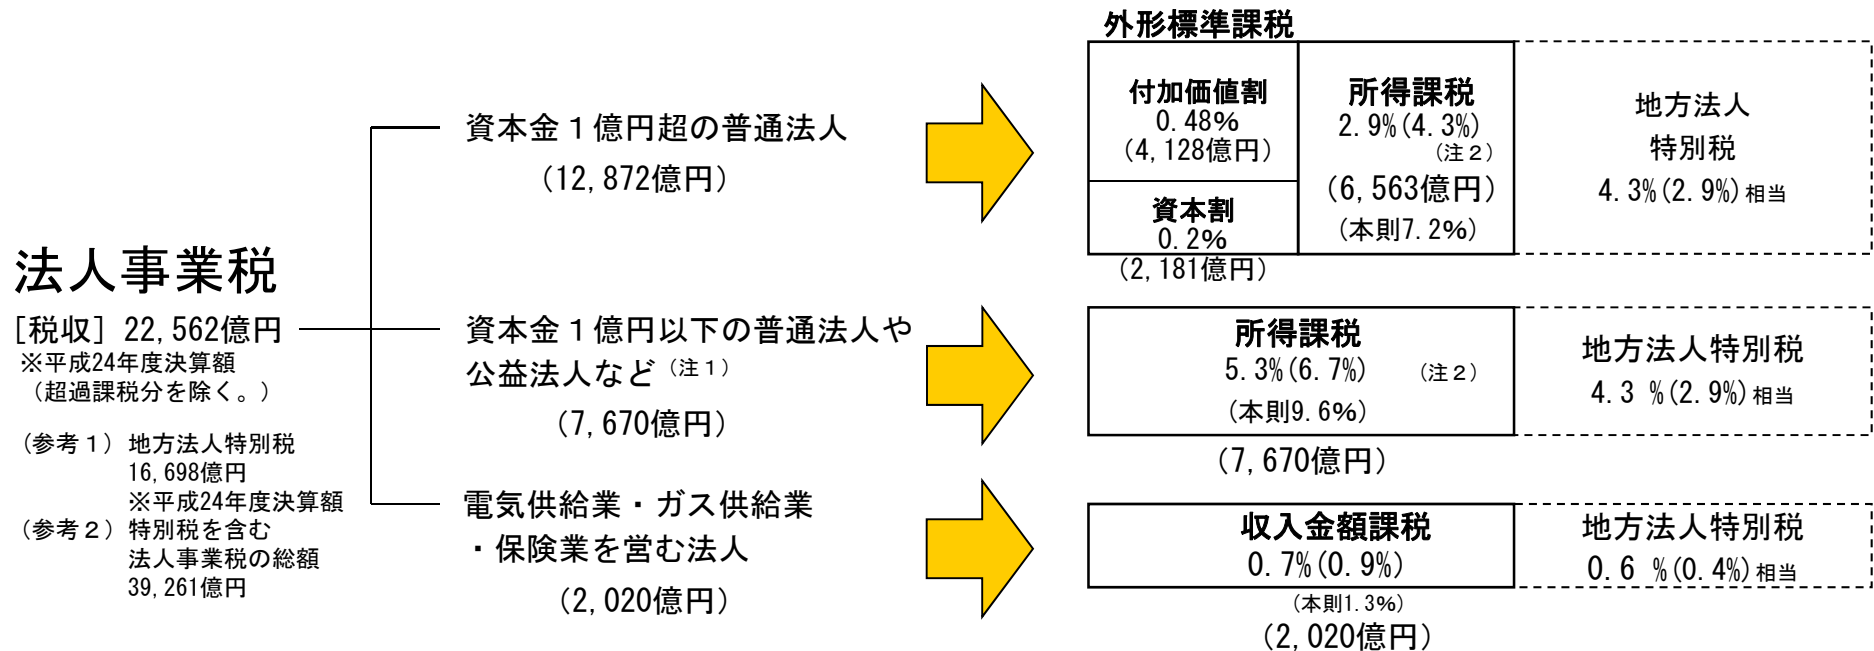 法人事業税
[税収] 22,562億円
※平成24年度決算額
（超過課税分を除く。）
（参考１）地方法人特別税
16,698億円
※平成24年度決算額
（参考２）特別税を含む
法人事業税の総額
39,261億円
資本金１億円超の普通法人
（12,872億円）
資本金１億円以下の普通法人や
公益法人など（注１）
（7,670億円）
電気供給業・ガス供給業
・保険業を営む法人
（2,020億円）
外形標準課税
付加価値割
0.48%
（4,128億円）
資本割
0.2%
（2,181億円）
所得課税
2.9%(4.3%)
（注２）
（6,563億円）
（本則7.2%）
地方法人
特別税
4.3%(2.9%)相当
所得課税
5.3%(6.7%) （注２）
（本則9.6%）
（7,670億円）
地方法人特別税
4.3 %(2.9%)相当
収入金額課税
0.7%(0.9%)
（本則1.3%）
（2,020億円）
地方法人特別税
0.6 %(0.4%)相当